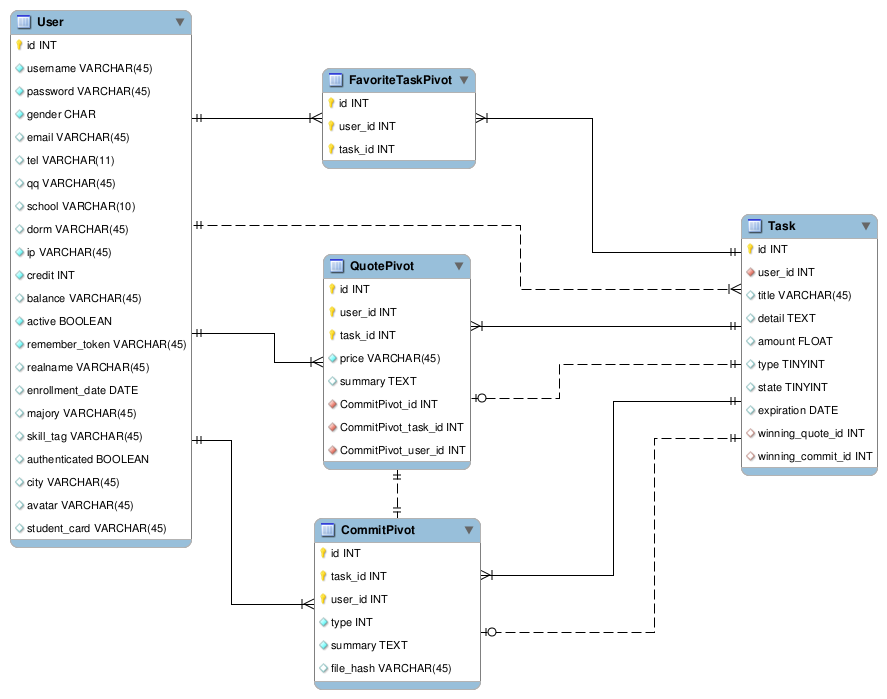 User
id INT
username VARCHAR(45)
password VARCHAR(45)
gender CHAR
email VARCHAR(45)
tel VARCHAR(11)
qq VARCHAR(45)
school VARCHAR(10)
dorm VARCHAR(45)
ip VARCHAR(45)
credit INT
balance VARCHAR(45)
active BOOLEAN
remember_token VARCHAR(45)
realname VARCHAR(45)
enrollment_date DATE
majory VARCHAR(45)
skill_tag VARCHAR(45)
authenticated BOOLEAN
city VARCHAR(45)
avatar VARCHAR(45)
student_card VARCHAR(45)
FavoriteTaskPivot
id INT
user_id INT
task_id INT
QuotePivot
id INT
user_id INT
task_id INT
price VARCHAR(45)
summary TEXT
CommitPivot_id INT
CommitPivot_task_id INT
CommitPivot_user_id INT
CommitPivot
id INT
task_id INT
user_id INT
type INT
summary TEXT
file_hash VARCHAR(45)
Task
id INT
user_id INT
title VARCHAR(45)
detail TEXT
amount FLOAT
type TINYINT
state TINYINT
expiration DATE
winning_quote_id INT
winning_commit_id INT